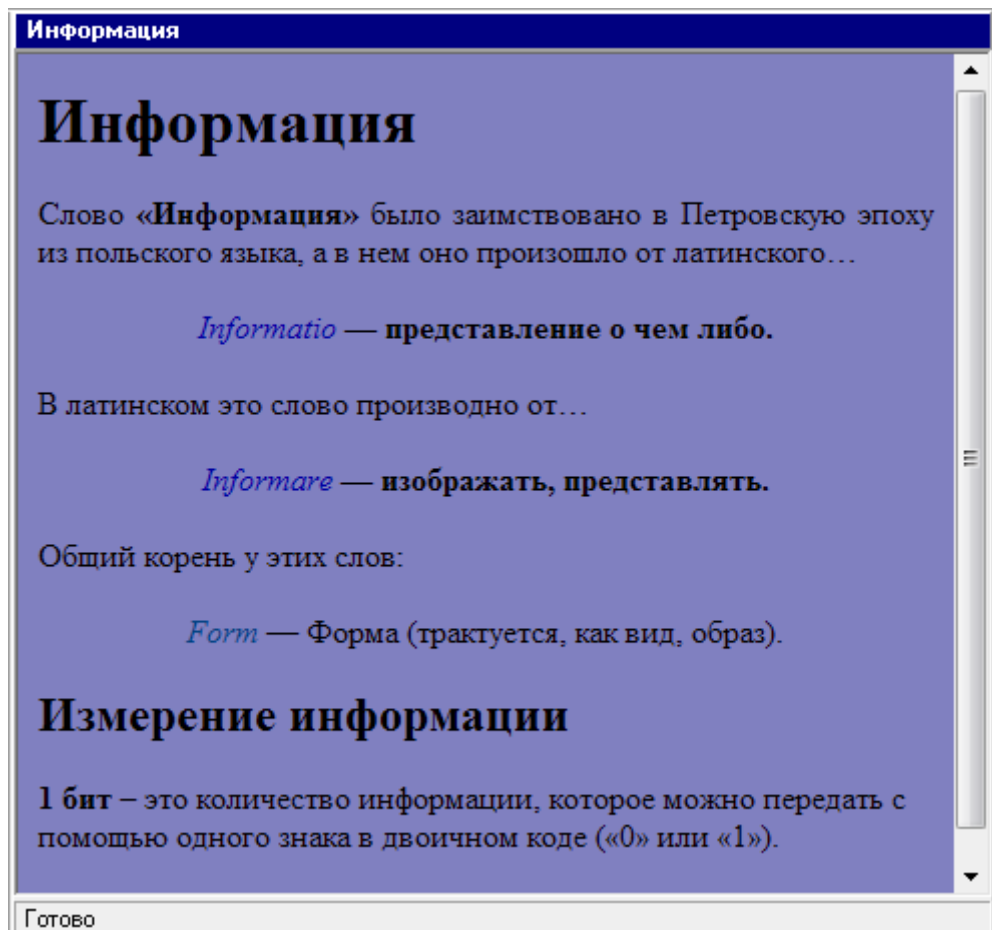 Информация
Информация
Слово «Информация» было заимствовано в Петровскую эпоху
из польского языка, а в нем оно произошло от латинского…
Informatio — представление о чем либо.
В латинском это слово производно от…
Informare — изображать, представлять.
Общий корень у этих слов:
Form — Форма (трактуется, как вид, образ).
Измерение информации
1 бит – это количество информации, которое можно передать с
помощью одного знака в двоичном коде («0» или «1»).
Готово